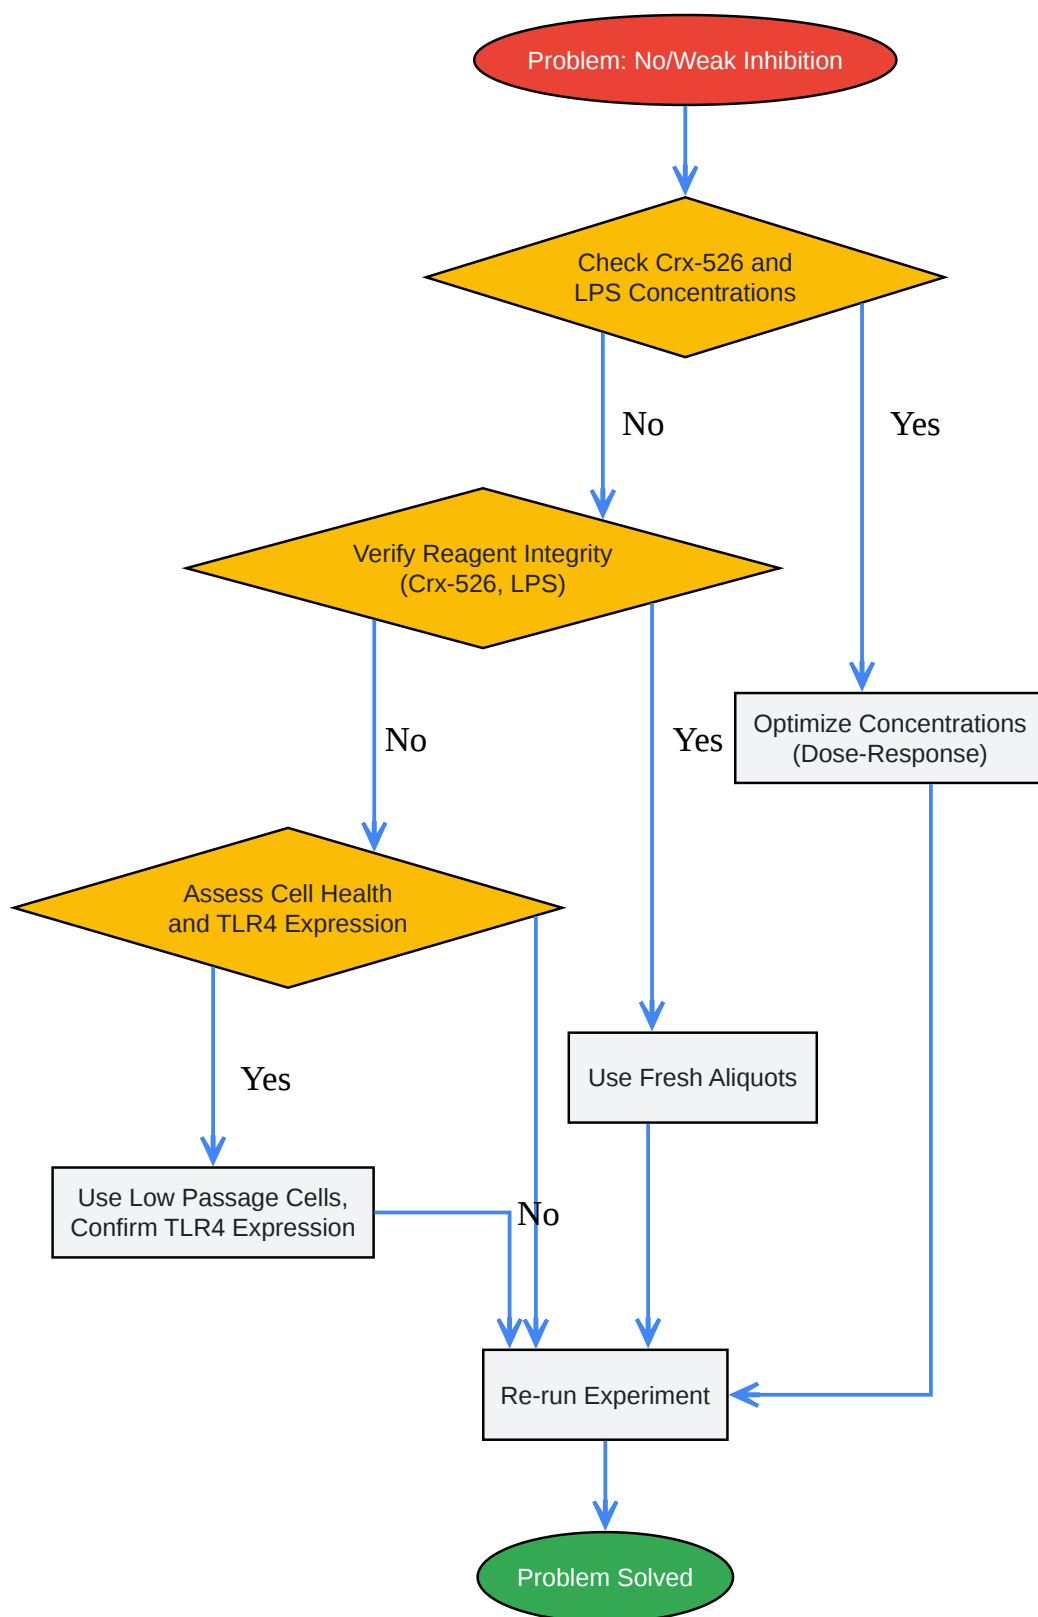 Problem: No/Weak Inhibition
Check Crx-526 and
LPS Concentrations
No
Yes
Verify Reagent Integrity
(Crx-526, LPS)
No
Yes
Optimize Concentrations
(Dose-Response)
Assess Cell Health
and TLR4 Expression
Yes
Use Fresh Aliquots
Use Low Passage Cells,
Confirm TLR4 Expression
No
Re-run Experiment
Problem Solved